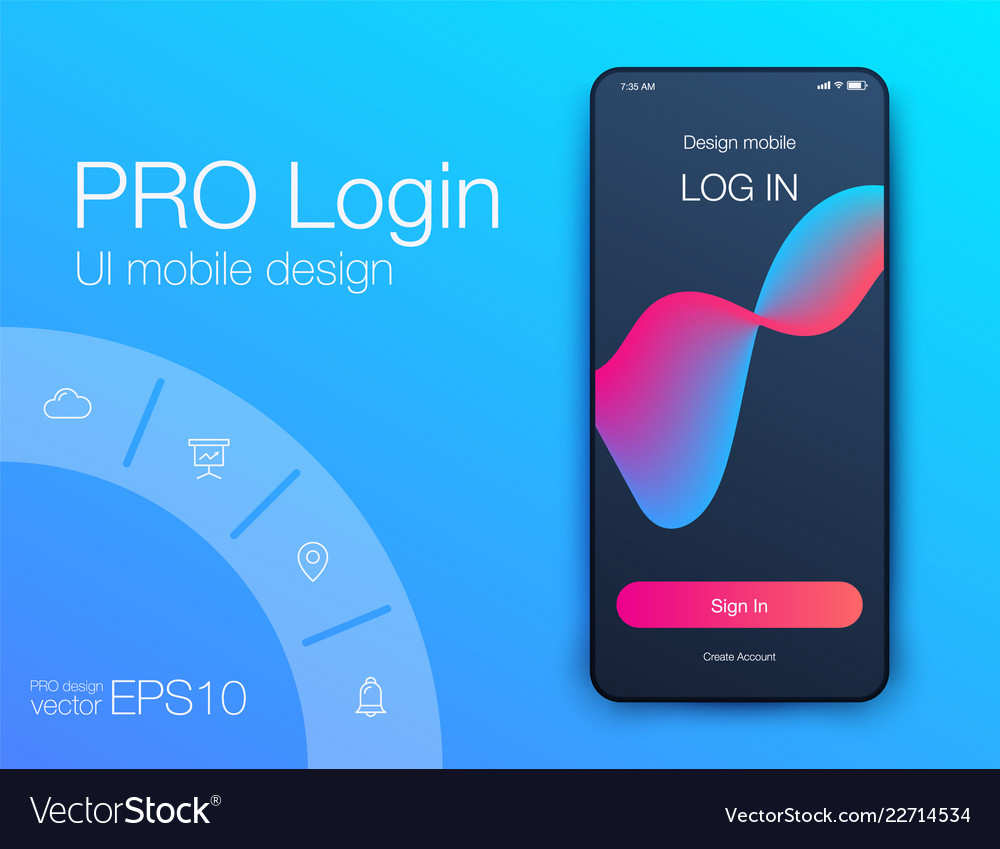 PRO Login
UI mobile design
PRO design
vector EPS10
7:35 AM
Design mobile
LOG IN
Sign In
Create Account
VectorStock®
VectorStock.com/22714534